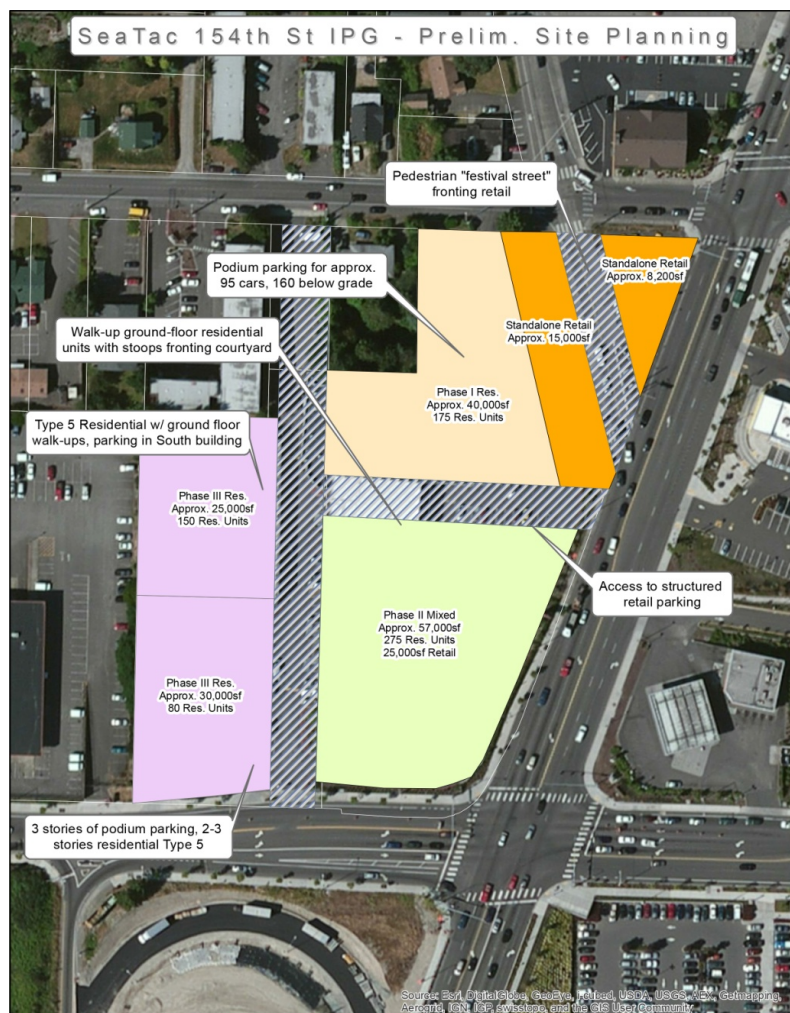 SeaTac 154th St IPG - Prelim. Site Planning
Pedestrian "festival street"
fronting retail
Podium parking for approx.
95 cars, 160 below grade
Standalone Retail
Approx. 8,200sf
Walk-up ground-floor residential
units with stoops fronting courtyard
Standalone Retail
Approx. 15,000sf
Phase I Res.
Approx. 40,000sf
175 Res. Units
Type 5 Residential w/ ground floor
walk-ups, parking in South building
Phase III Res.
Approx. 25,000sf
150 Res. Units
Access to structured
retail parking
Phase II Mixed
Approx. 57,000sf
275 Res. Units
25,000sf Retail
Phase III Res.
Approx. 30,000sf
80 Res. Units
3 stories of podium parking, 2-3
stories residential Type 5
Source: Esri, DigitalGlobe, GeoEye, i-cubed, USDA, USGS, AEX, Getmapping,
Aerogrid, IGN, IGP, swisstopo, and the GIS User Community